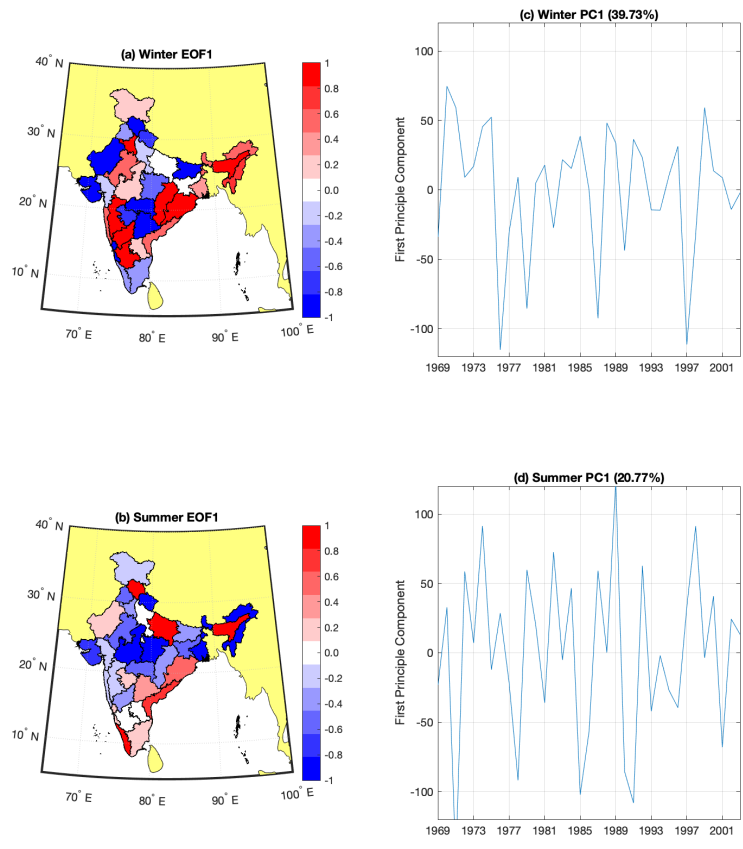 (a) Winter EOF1
40° N
30° N
20° N
10° N
70° E
80° E
90° E
100° E
1
0.8
0.6
0.4
0.2
0.0
-0.2
-0.4
-0.6
-0.8
-1
(c) Winter PC1 (39.73%)
First Principle Component
100
50
0
-50
-100
1969 1973 1977 1981 1985 1989 1993 1997 2001
(b) Summer EOF1
40° N
30° N
20° N
10° N
70° E
80° E
90° E
100° E
1
0.8
0.6
0.4
0.2
0.0
-0.2
-0.4
-0.6
-0.8
-1
(d) Summer PC1 (20.77%)
First Principle Component
100
50
0
-50
-100
1969 1973 1977 1981 1985 1989 1993 1997 2001